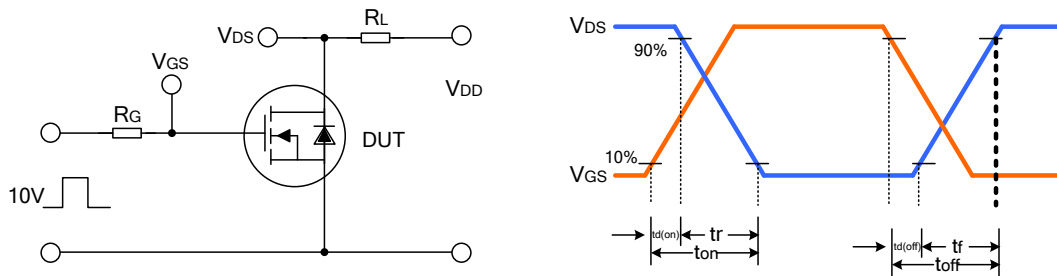 VDS
RL
VGS
VDD
RG
DUT
10V
VDS
90%
10%
VGS
td(on)
tr
ton
td(off)
tf
toff